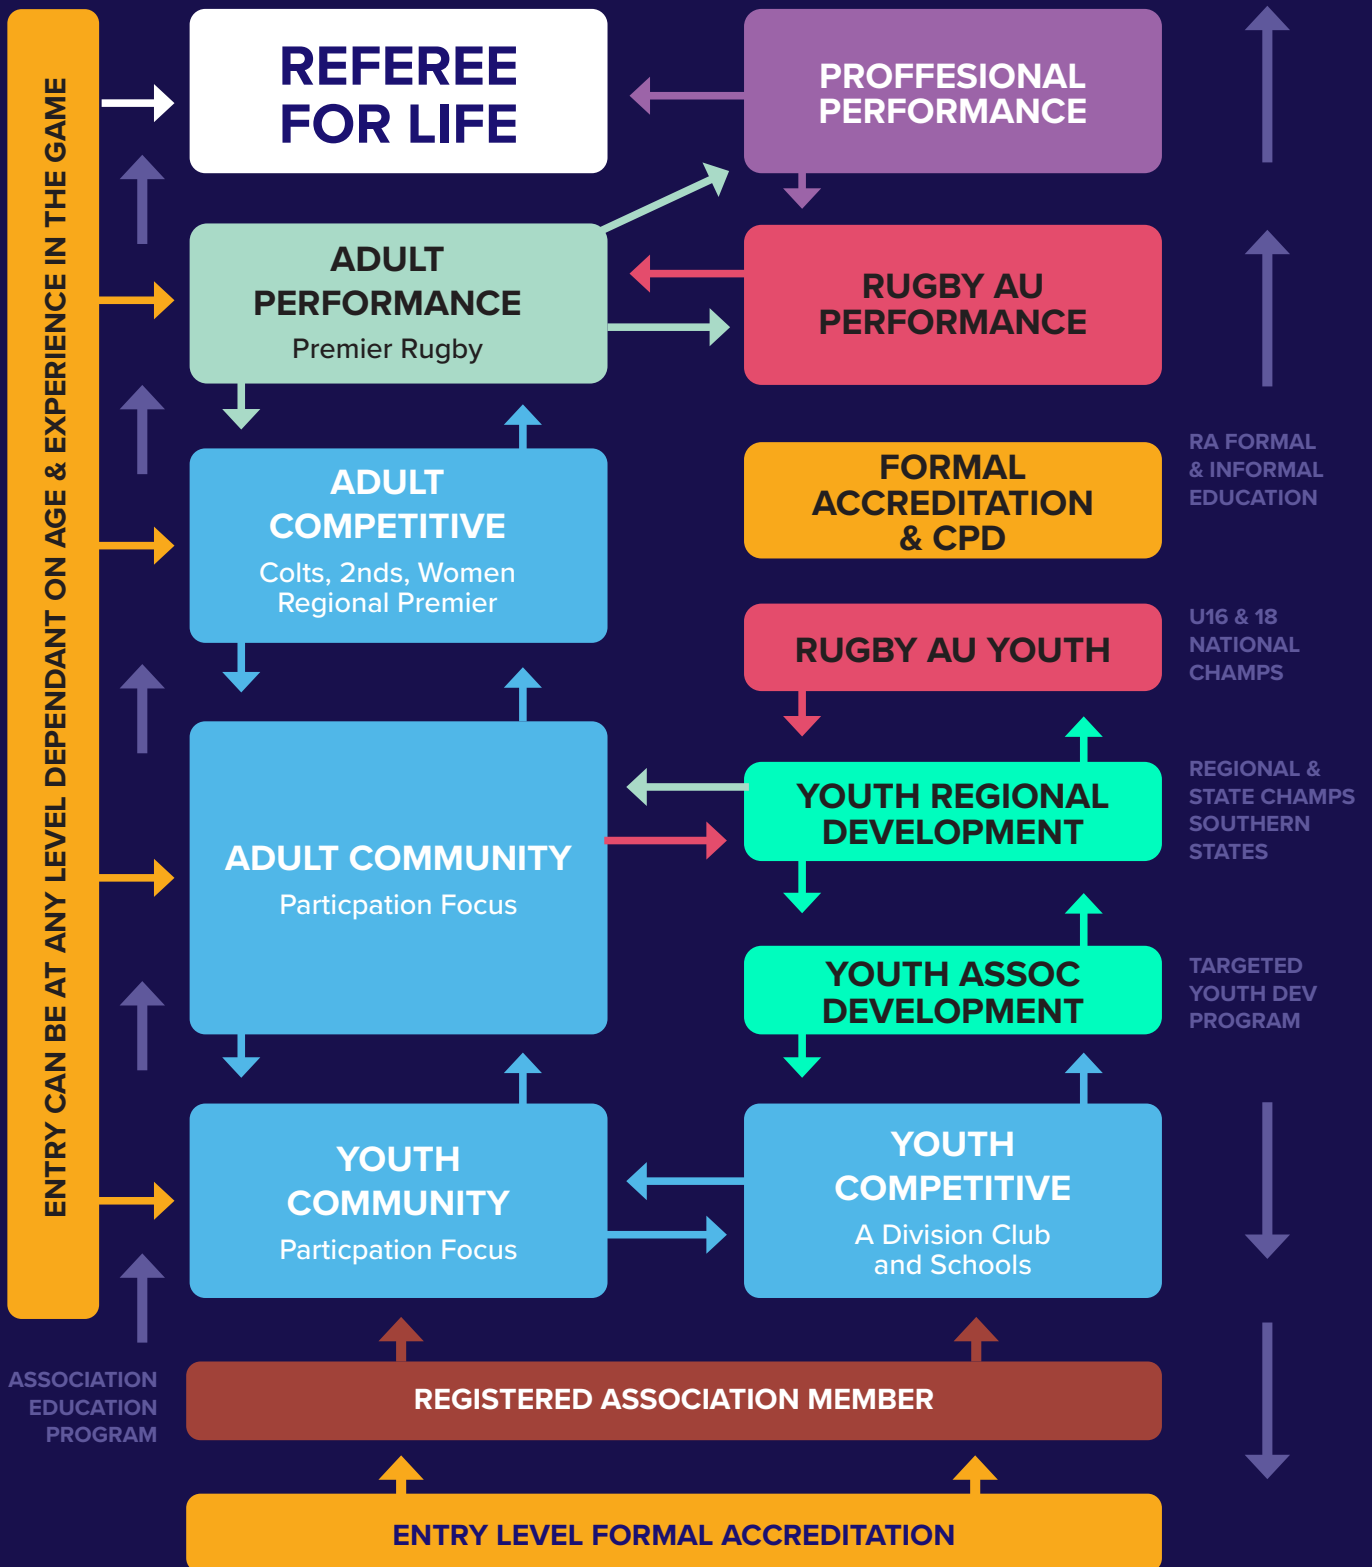 ENTRY CAN BE AT ANY LEVEL DEPENDANT ON AGE & EXPERIENCE IN THE GAME
REFEREE
FOR LIFE
PROFFESIONAL
PERFORMANCE
ADULT
PERFORMANCE
Premier Rugby
RUGBY AU
PERFORMANCE
ADULT
COMPETITIVE
Colts, 2nds, Women
Regional Premier
FORMAL
ACCREDITATION
& CPD
RA FORMAL
& INFORMAL
EDUCATION
RUGBY AU YOUTH
U16 & 18
NATIONAL
CHAMPS
ADULT COMMUNITY
Particpation Focus
YOUTH REGIONAL
DEVELOPMENT
REGIONAL &
STATE CHAMPS
SOUTHERN
STATES
YOUTH ASSOC
DEVELOPMENT
TARGETED
YOUTH DEV
PROGRAM
YOUTH
COMMUNITY
Particpation Focus
YOUTH
COMPETITIVE
A Division Club
and Schools
ASSOCIATION
EDUCATION
PROGRAM
REGISTERED ASSOCIATION MEMBER
ENTRY LEVEL FORMAL ACCREDITATION